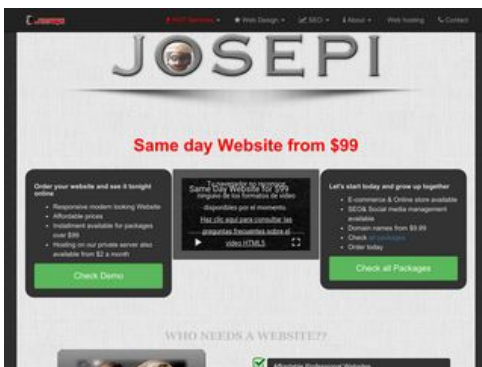 HOT Services
Web Design
SEO
About
Web hosting
Contact
JOSEPI
Same day Website from $99
Order your website and see it tonight
online
Responsive modern looking Website
Affordable prices
Installment available for packages
over $99
Hosting on our private server also
available from $2 a month
Check Demo
Same Day Website for $99
Tu navegador no reconoce
ninguno de los formatos de video
disponibles por el momento.
Haz clic aquí para consultar las
preguntas frecuentes sobre el
video HTML5
Let's start today and grow up together
E-commerce & Online store available
SEO& Social media management
available
Domain names from $9.99
Check all packages
Order today
Check all Packages
WHO NEEDS A WEBSITE??
Affordable Professional Websites